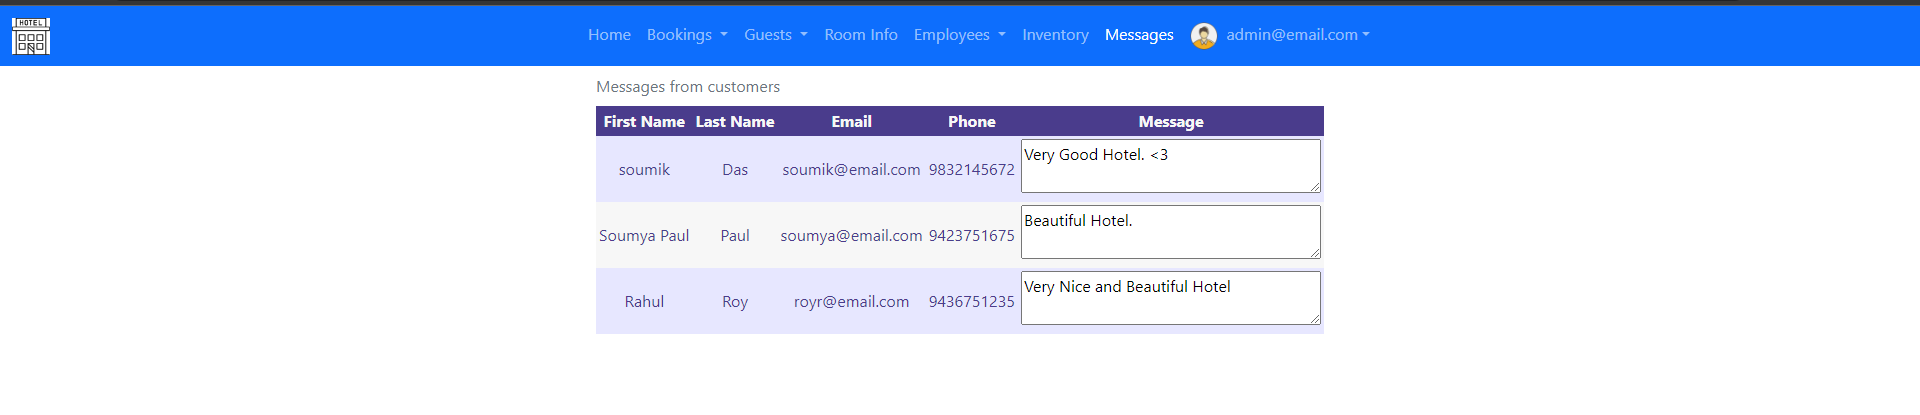 HOTEL
Home Bookings Guests Room Info Employees Inventory Messages admin@email.com
Messages from customers
First Name Last Name Email Phone Message
soumik Das soumik@email.com 9832145672 Very Good Hotel. <3
Soumya Paul Paul soumya@email.com 9423751675 Beautiful Hotel.
Rahul Roy royr@email.com 9436751235 Very Nice and Beautiful Hotel